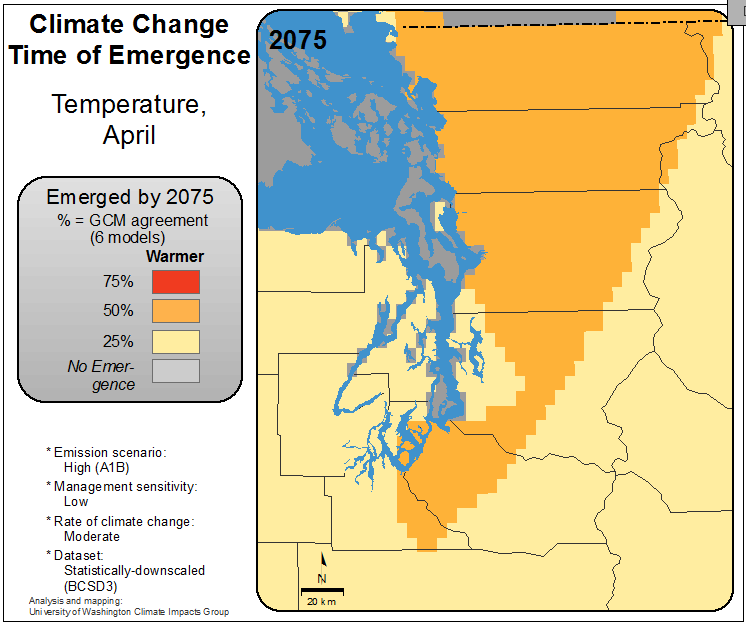 Climate Change
Time of Emergence
Temperature,
April
Emerged by 2075
% = GCM agreement
(6 models)
Warmer
75%
50%
25%
No Emer-
gence
* Emission scenario:
High (A1B)
* Management sensitivity:
Low
* Rate of climate change:
Moderate
* Dataset:
Statistically-downscaled
(BCSD3)
Analysis and mapping:
University of Washington Climate Impacts Group
2075
N
20 km